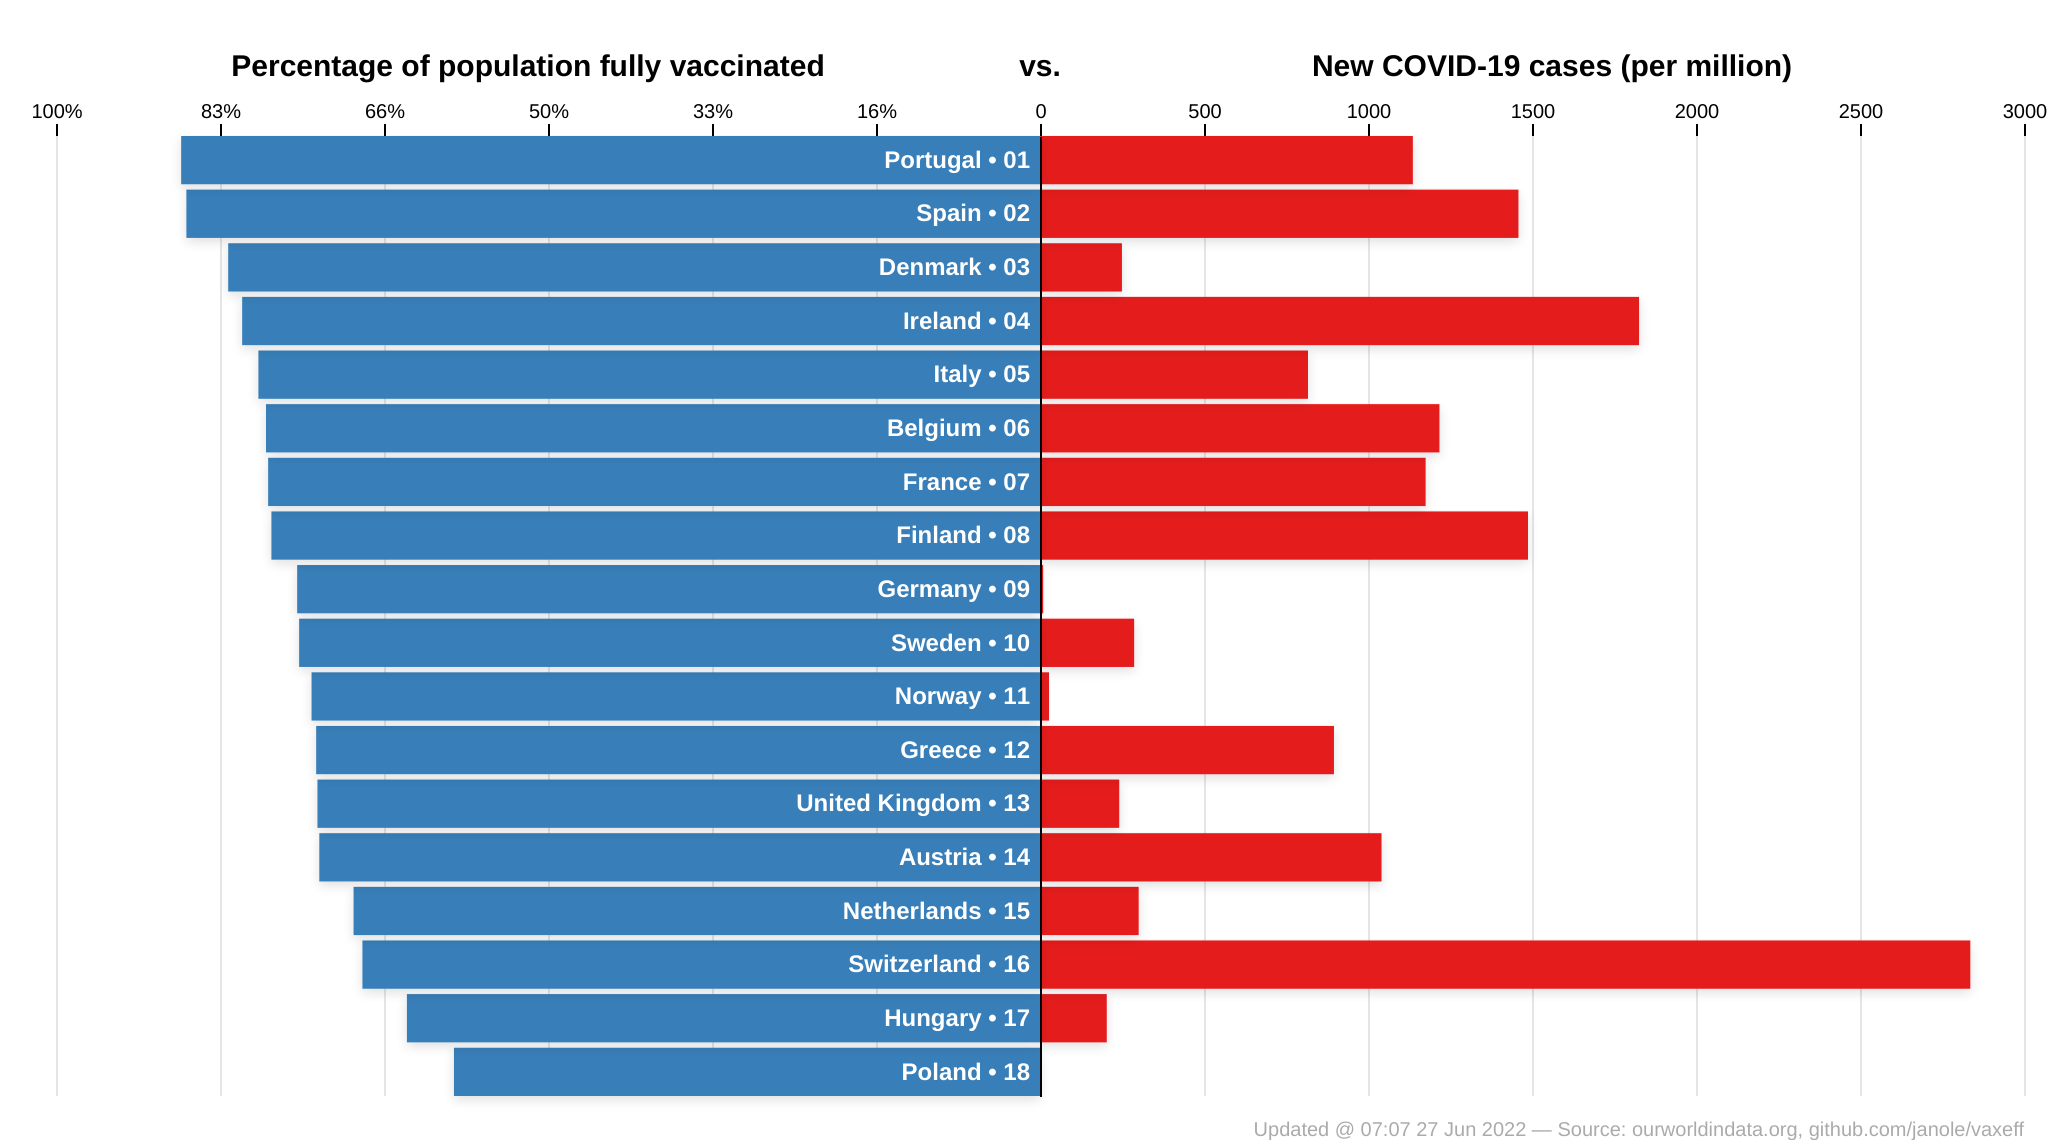 Percentage of population fully vaccinated vs. New COVID-19 cases (per million)
100% 83% 66% 50% 33% 16% 0 500 1000 1500 2000 2500 3000
Portugal • 01
Spain • 02
Denmark • 03
Ireland • 04
Italy • 05
Belgium • 06
France • 07
Finland • 08
Germany • 09
Sweden • 10
Norway • 11
Greece • 12
United Kingdom • 13
Austria • 14
Netherlands • 15
Switzerland • 16
Hungary • 17
Poland • 18
Updated @ 07:07 27 Jun 2022 — Source: ourworldindata.org, github.com/janole/vaxeff